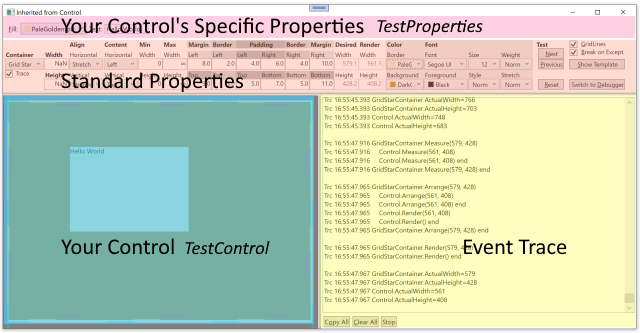 Inherited from Control
Your Control's Specific Properties TestProperties
Fill: PaleGolden
Align Content Min Max Margin Border Padding Border Margin Desired Render Color Font Test GridLines
Container Width Horizontal Horizontal Width Width Left Left Left Right Right Right Width Width Border Family Size Weight Next Break on Except.
Grid Star NaN Stretch Left 0 ∞ 8.0 2.0 4.0 6.0 4.0 10.0 579.1 561.1 PaleG Segoe UI 12 Norm Previous Show Template
Trace Height Vertical Vertical Height Height Top Top Top Bottom Bottom Bottom Height Height Background Foreground Style Stretch
Standard Properties
5.0 7.0 5.0 11.0 428.2 408.2 Dark Black Norm Norm Reset Switch to Debugger
Hello World
Your Control TestControl
Trc 16:55:45.393 GridStarContainer.ActualWidth=766
Trc 16:55:45.393 GridStarContainer.ActualHeight=703
Trc 16:55:45.393 Control.ActualWidth=748
Trc 16:55:45.393 Control.ActualHeight=683
Trc 16:55:47.916 GridStarContainer.Measure(579, 428)
Trc 16:55:47.916 Control.Measure(561, 408)
Trc 16:55:47.916 Control.Measure(561, 408) end
Trc 16:55:47.916 GridStarContainer.Measure(579, 428) end
Trc 16:55:47.965 GridStarContainer.Arrange(579, 428)
Trc 16:55:47.965 Control.Arrange(561, 408)
Trc 16:55:47.965 Control.Arrange(561, 408) end
Trc 16:55:47.965 Control.Render(561, 408)
Trc 16:55:47.965 Control.Render() end
Trc 16:55:47.965 GridStarContainer.Arrange(579, 428) end
Trc 16:55:47.965 GridStarContainer.Render(579,
Trc 16:55:47.965 GridStarContainer.Render() end
Event Trace
Trc 16:55:47.967 GridStarContainer.ActualWidth=579
Trc 16:55:47.967 GridStarContainer.ActualHeight=428
Trc 16:55:47.967 Control.ActualWidth=561
Trc 16:55:47.967 Control.ActualHeight=408
Copy All Clear All Stop